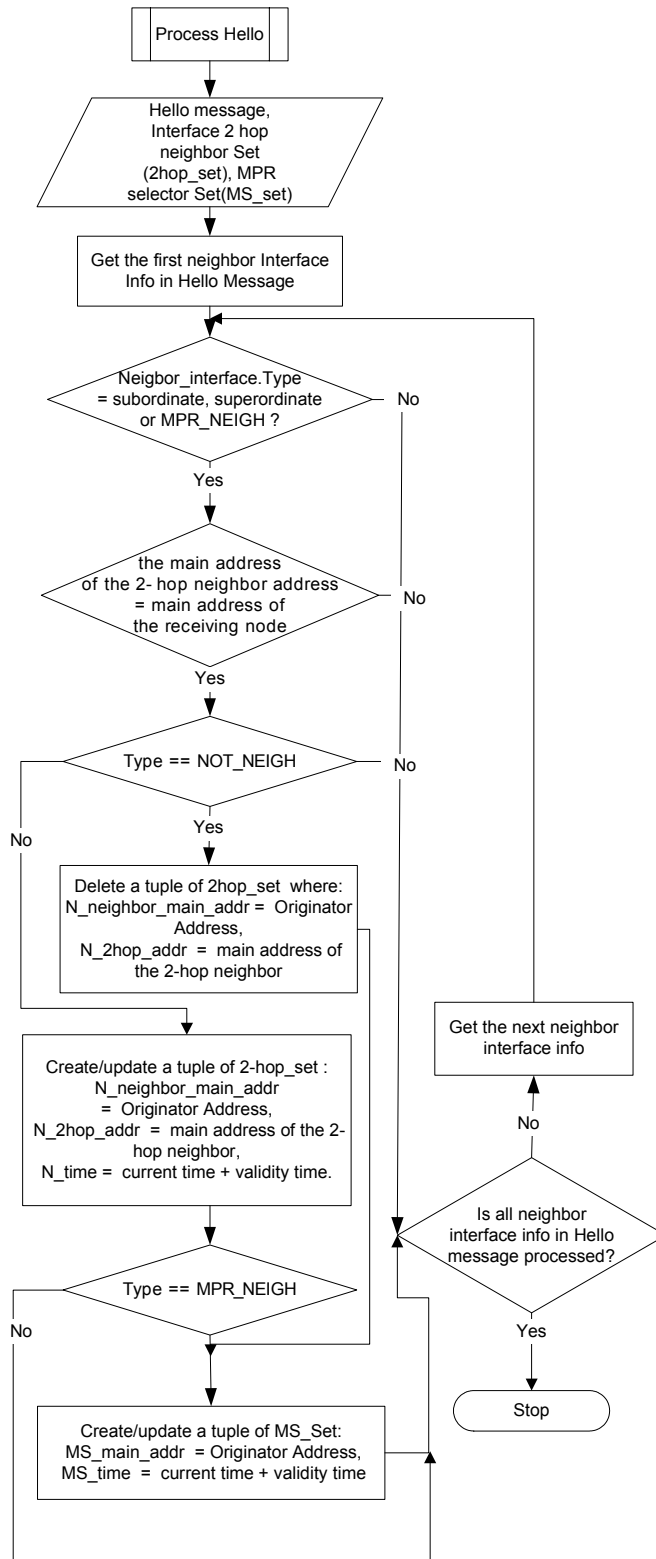 Process Hello
Hello message,
Interface 2 hop
neighbor Set
(2hop_set), MPR
selector Set(MS_set)
Get the first neighbor Interface
Info in Hello Message
Neigbor_interface.Type
= subordinate, superordinate
or MPR_NEIGH ?
No
Yes
the main address
of the 2- hop neighbor address
= main address of
the receiving node
No
Yes
Type == NOT_NEIGH
No
No
Yes
Delete a tuple of 2hop_set where:
N_neighbor_main_addr = Originator
Address,
N_2hop_addr = main address of
the 2-hop neighbor
Get the next neighbor
interface info
Create/update a tuple of 2-hop_set :
N_neighbor_main_addr
= Originator Address,
N_2hop_addr = main address of the 2-
hop neighbor,
N_time = current time + validity time.
No
Is all neighbor
interface info in Hello
message processed?
Type == MPR_NEIGH
No
Yes
Stop
Create/update a tuple of MS_Set:
MS_main_addr = Originator Address,
MS_time = current time + validity time